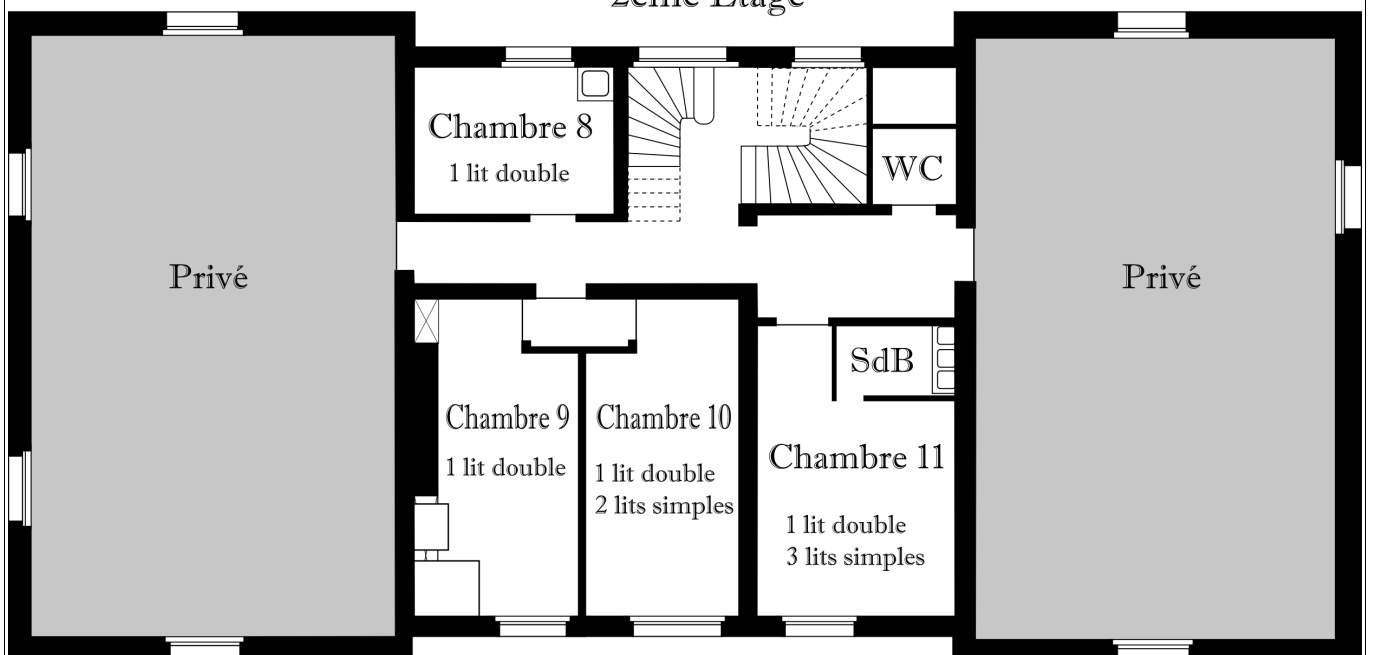 2ème Etage
Chambre 8
1 lit double
WC
Privé
Privé
SdB
Chambre 9
1 lit double
Chambre 10
1 lit double
2 lits simples
Chambre 11
1 lit double
3 lits simples